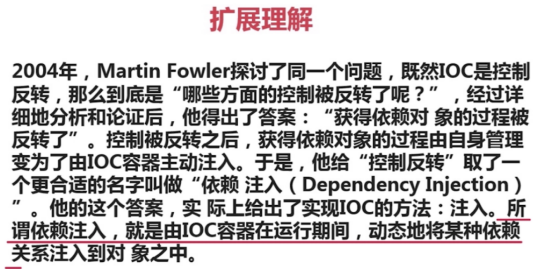 扩展理解
2004年，Martin Fowler探讨了同一个问题，既然IOC是控制
反转，那么到底是“哪些方面的控制被反转了呢？”，经过详
细地分析和论证后，他得出了答案：“获得依赖对 象的过程被
反转了”。控制被反转之后，获得依赖对象的过程由自身管理
变为了由IOC容器主动注入。于是，他给“控制反转”取了一
个更合适的名字叫做“依赖 注入（Dependency Injection）
”。他的这个答案，实 际上给出了实现IOC的方法：注入。所
谓依赖注入，就是由IOC容器在运行期间，动态地将某种依赖
关系注入到对 象之中。